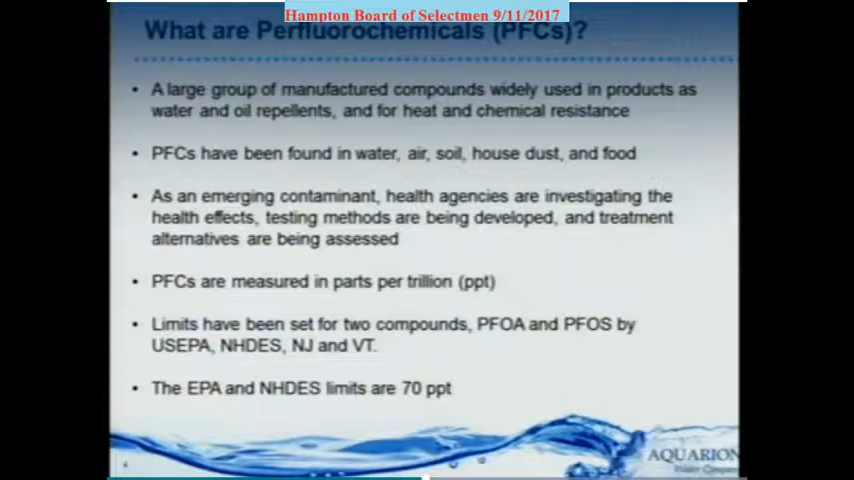 Hampton Board of Selectmen 9/11/2017
What are Perfluorochemicals (PFCs)?
• A large group of manufactured compounds widely used in products as
water and oil repellents, and for heat and chemical resistance
• PFCs have been found in water, air, soil, house dust, and food
• As an emerging contaminant, health agencies are investigating the
health effects, testing methods are being developed, and treatment
alternatives are being assessed
• PFCs are measured in parts per trillion (ppt)
• Limits have been set for two compounds, PFOA and PFOS by
USEPA, NHDES, NJ and VT.
• The EPA and NHDES limits are 70 ppt
AQUARION
Water